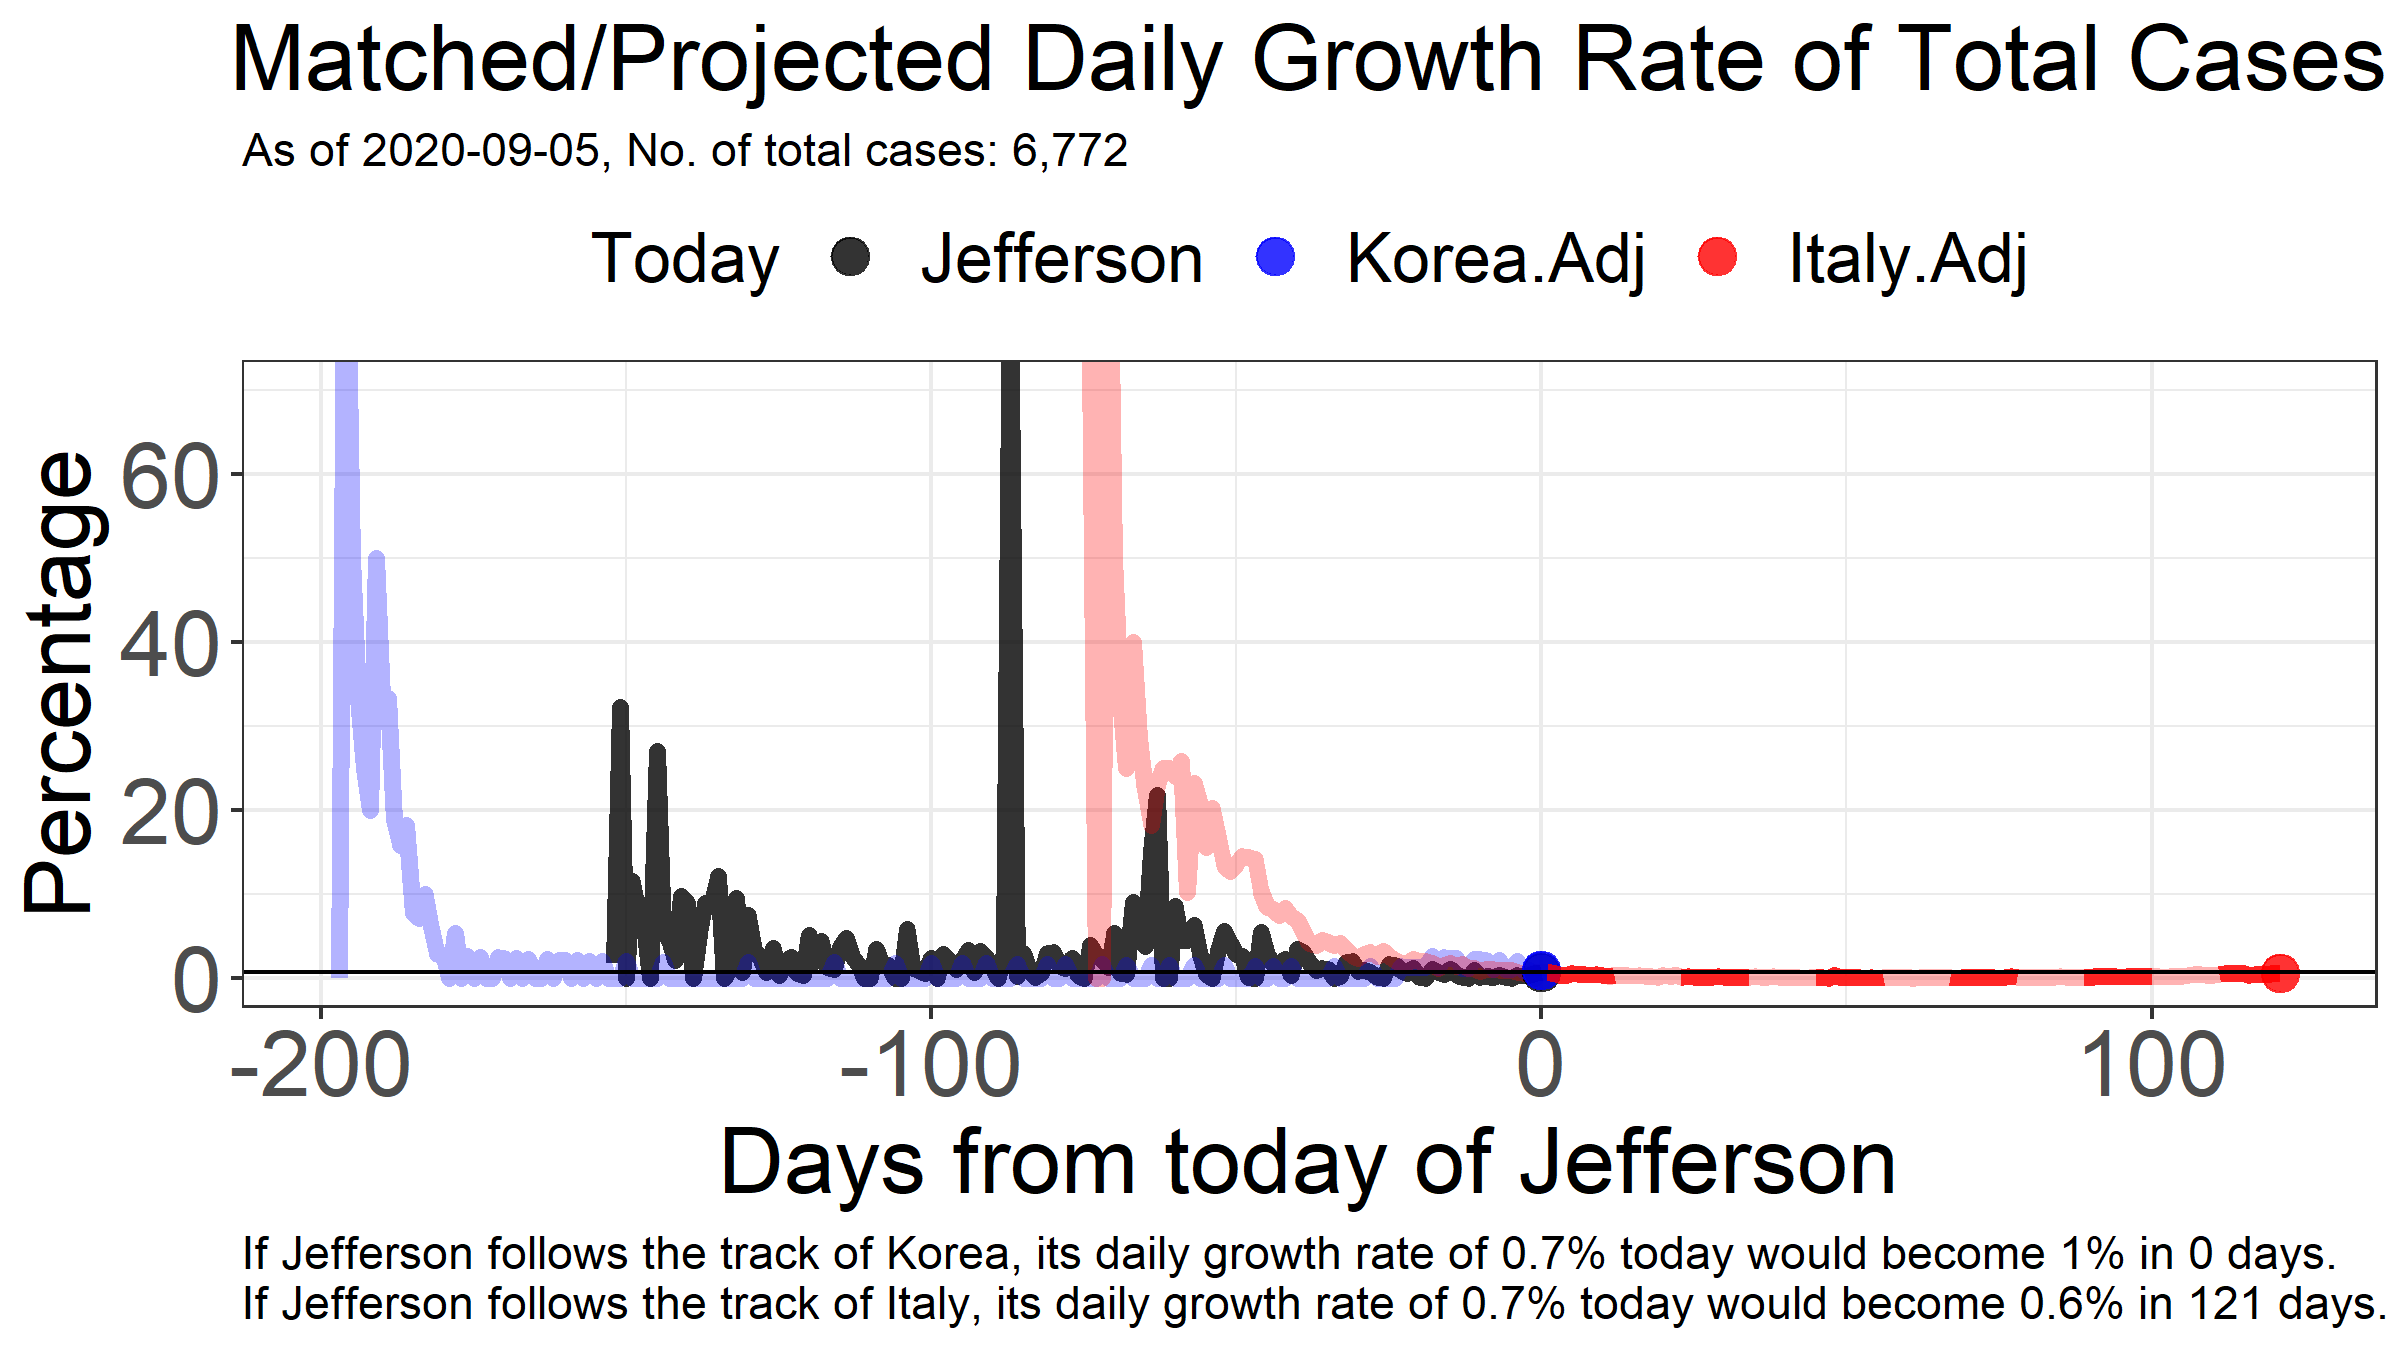 Matched/Projected Daily Growth Rate of Total Cases
As of 2020-09-05, No. of total cases: 6,772
Today Jefferson Korea.Adj Italy.Adj
Percentage
60
40
20
0
-200 -100 0 100
Days from today of Jefferson
If Jefferson follows the track of Korea, its daily growth rate of 0.7% today would become 1% in 0 days.
If Jefferson follows the track of Italy, its daily growth rate of 0.7% today would become 0.6% in 121 days.